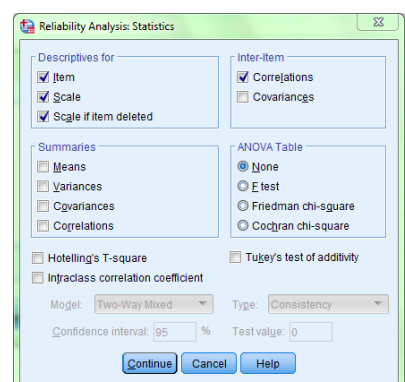 Reliability Analysis: Statistics
Descriptives for
Item
Scale
Scale if item deleted
Inter-Item
Correlations
Covariances
Summaries
Means
Variances
Covariances
Correlations
ANOVA Table
None
F test
Friedman chi-square
Cochran chi-square
Hotelling's T-square
Tukey's test of additivity
Intraclass correlation coefficient
Model: Two-Way Mixed Type: Consistency
Confidence interval: 95 % Test value: 0
Continue Cancel Help